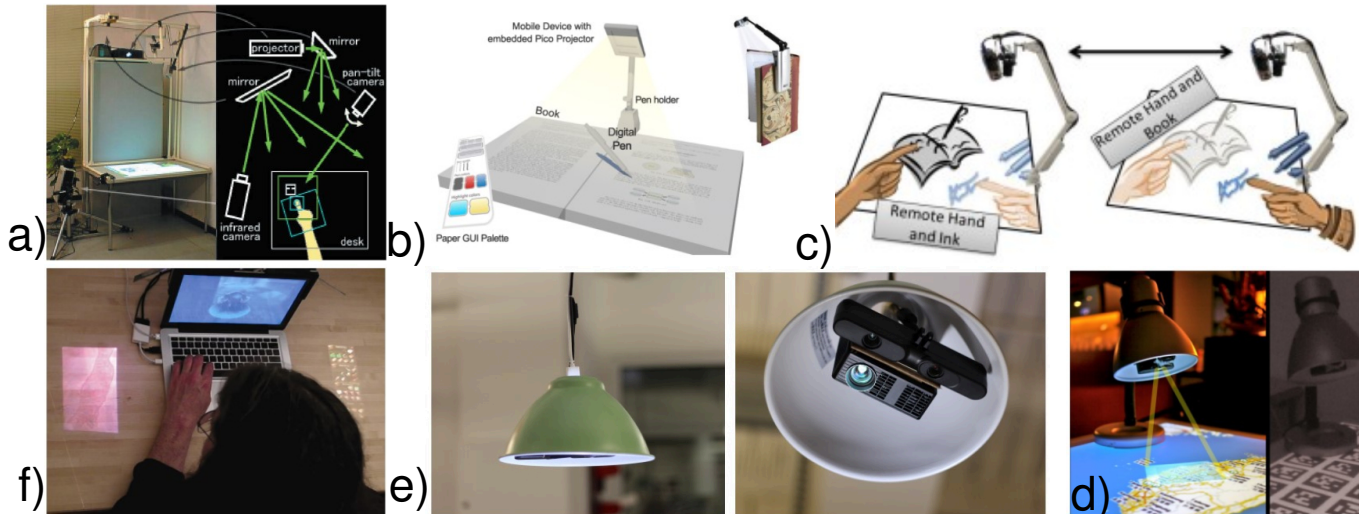 a)
projector
mirror
mirror
pan-tilt
camera
infrared
camera
desk
b)
Mobile Device with
embedded Pico Projector
Pen holder
Book
Digital
Pen
Paper GUI Palette
c)
Remote Hand
and Ink
Remote Hand and
Book
f)
e)
d)